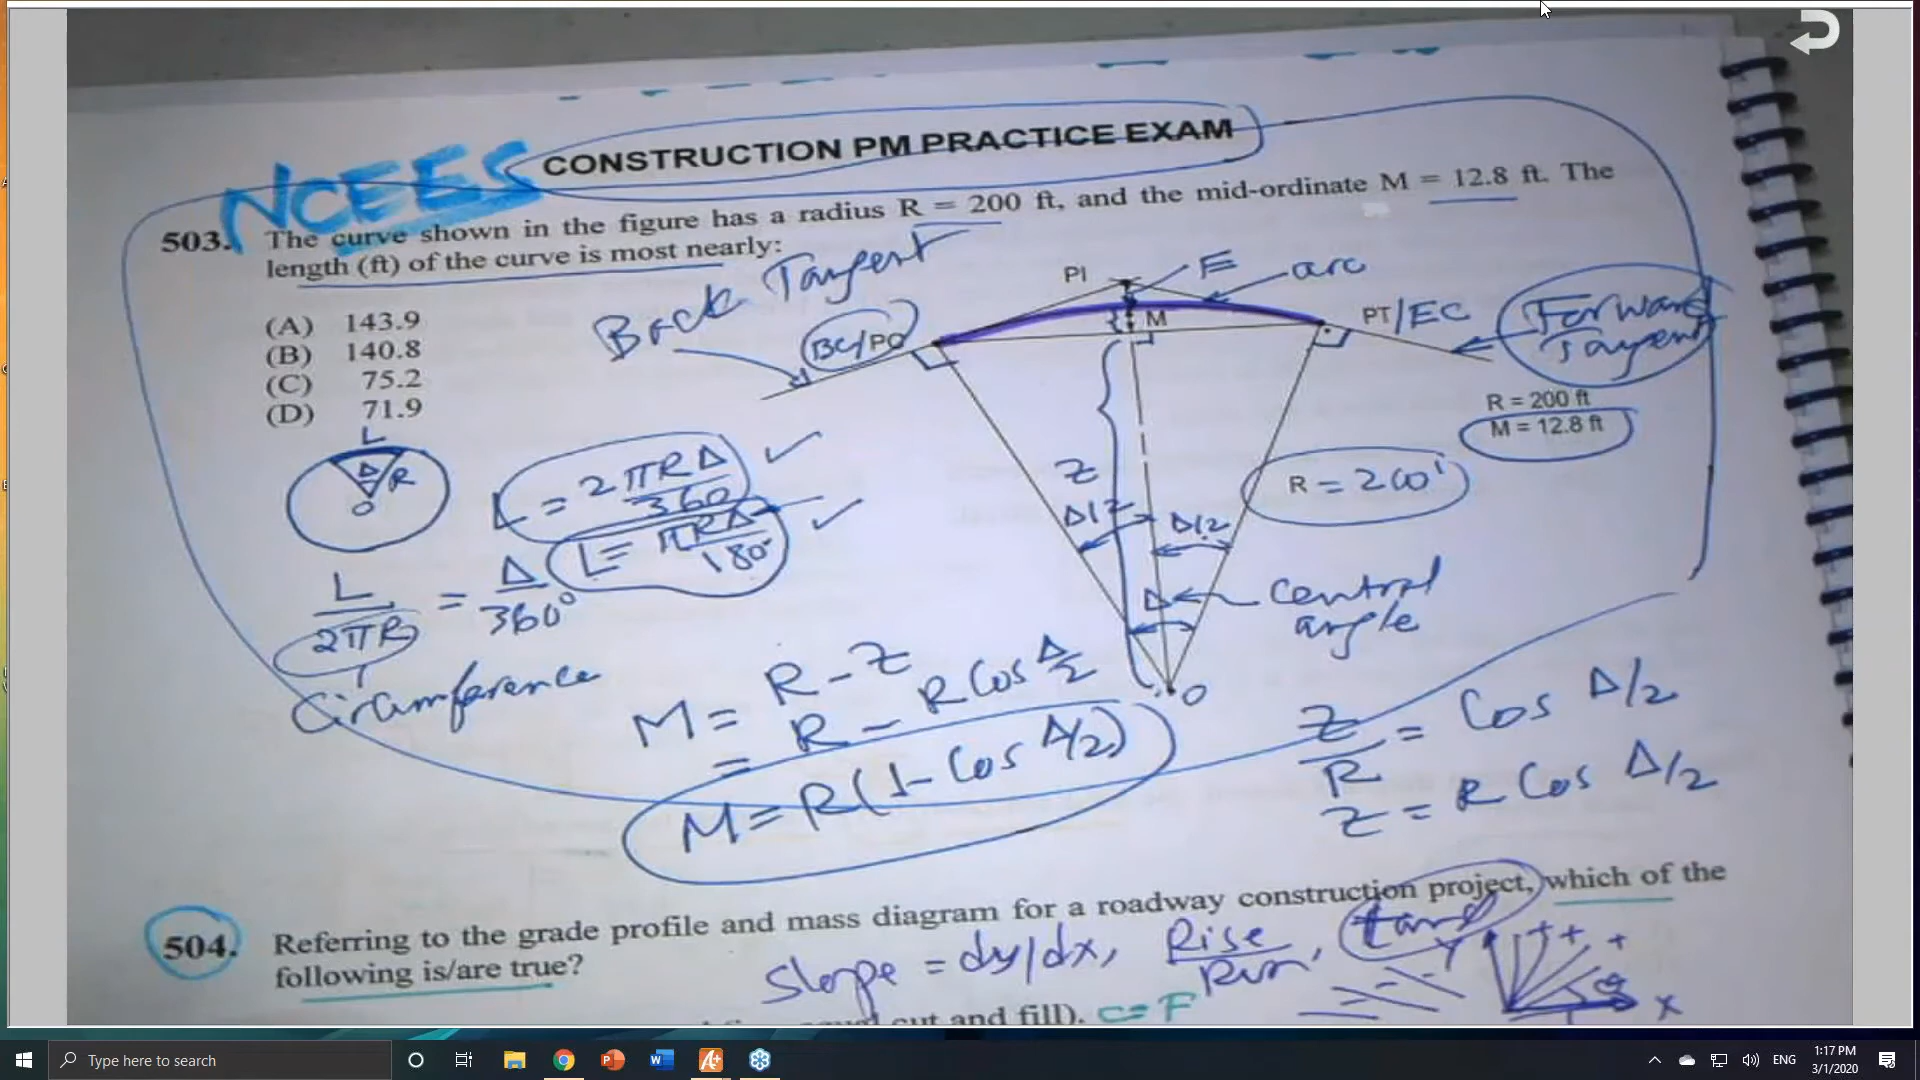 NCEES
CONSTRUCTION PM PRACTICE EXAM
503. The curve shown in the figure has a radius R = 200 ft, and the mid-ordinate M = 12.8 ft. The
length (ft) of the curve is most nearly:
(A) 143.9
(B) 140.8
(C) 75.2
(D) 71.9
Back Tangent
BC/PC
PI
E
arc
M
PT/EC
Forward
Tangent
R = 200 ft
M = 12.8 ft
R = 200'
Z
Δ/2
Δ/2
Δ
Central
angle
O
L
Δ
R
O
L = 2πRΔ
360
L = πRΔ
180°
L
2πR
=
Δ
360°
Circumference
M = R - Z
= R - R Cos Δ/2
M = R(1 - Cos Δ/2)
Z
R
= Cos Δ/2
Z = R Cos Δ/2
504. Referring to the grade profile and mass diagram for a roadway construction project, which of the
following is/are true?
Slope = dy/dx, Rise
Run,
Y
+ + +
θ
X
cut and fill). C=F
Type here to search
ENG
1:17 PM
3/1/2020